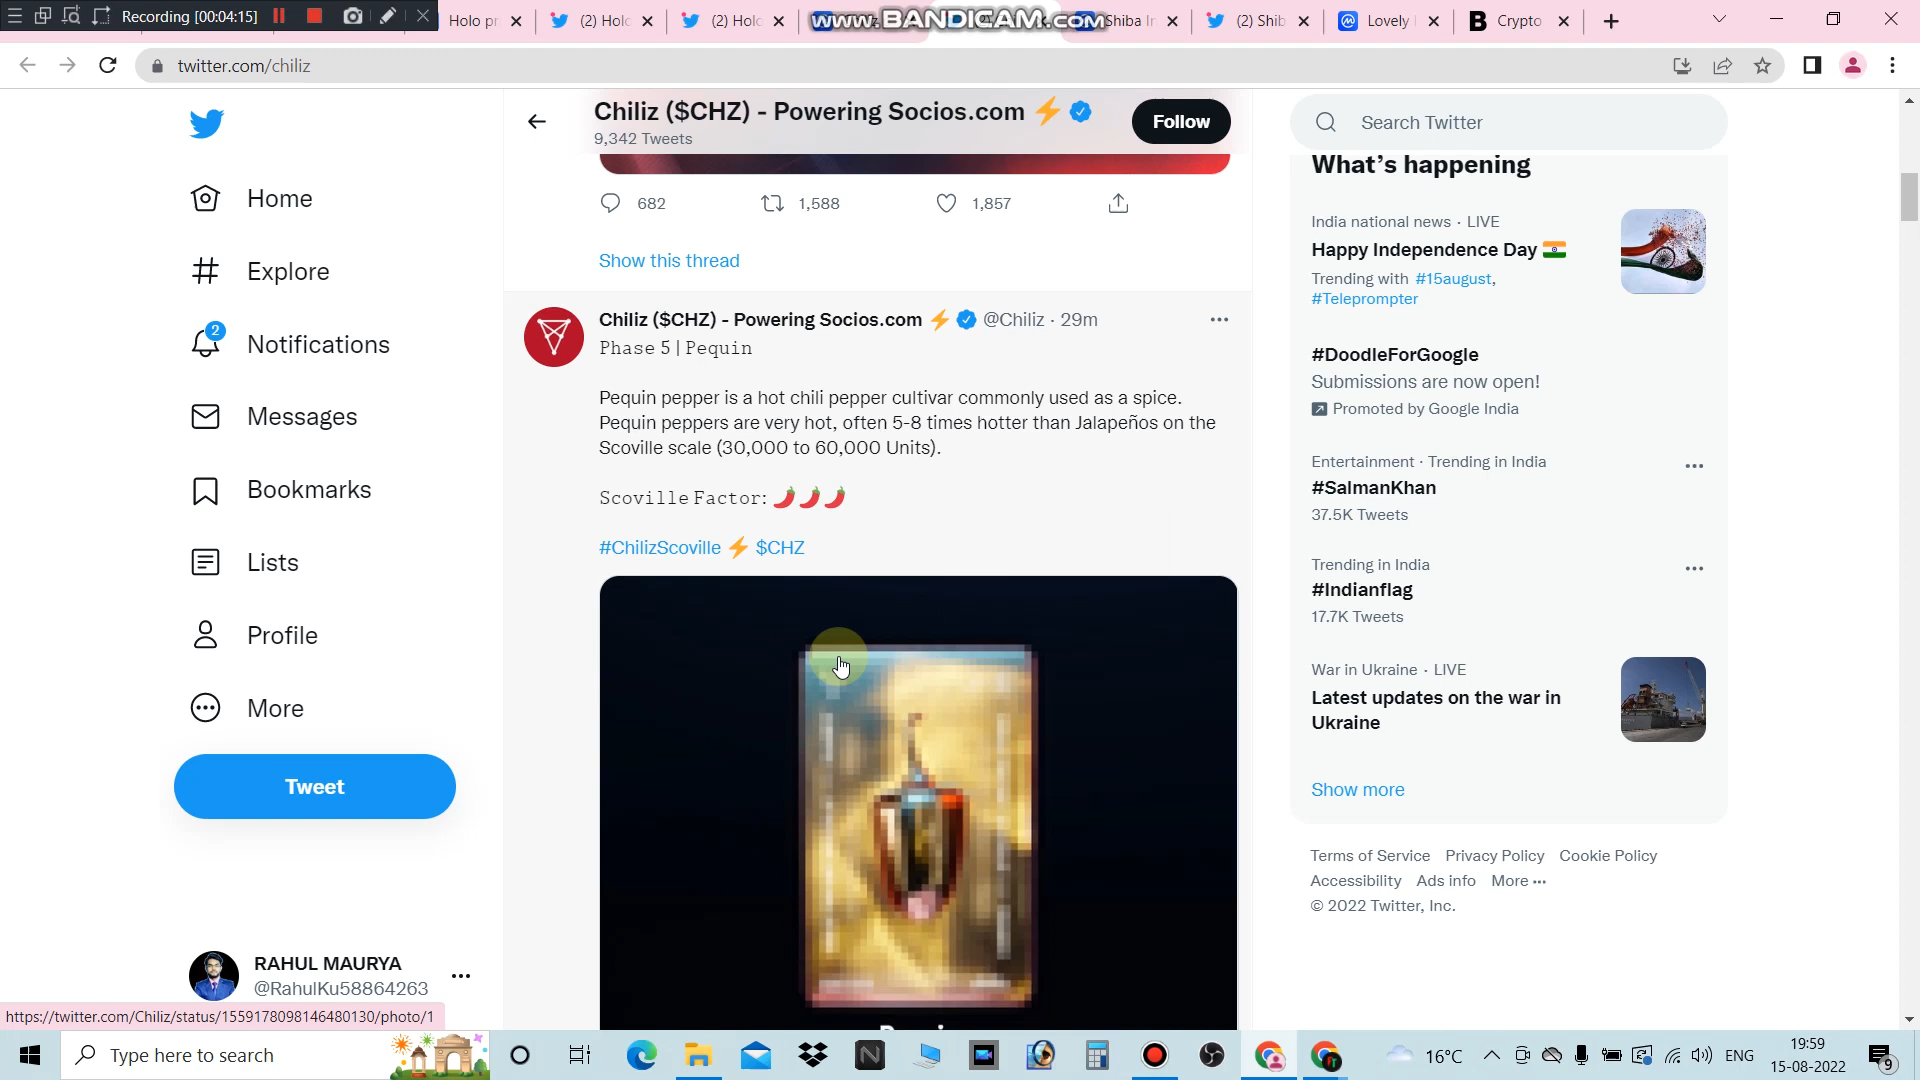 Recording [00:04:15]
Holo pr
(2) Holo
(2) Holo
www.BANDICAM.com
Shiba In
(2) Shib
Lovely
Crypto
twitter.com/chiliz
Chiliz ($CHZ) - Powering Socios.com ⚡
9,342 Tweets
Follow
682
1,588
1,857
Show this thread
Chiliz ($CHZ) - Powering Socios.com ⚡ @Chiliz · 29m
Phase 5 | Pequin
Pequin pepper is a hot chili pepper cultivar commonly used as a spice.
Pequin peppers are very hot, often 5-8 times hotter than Jalapeños on the
Scoville scale (30,000 to 60,000 Units).
Scoville Factor: 🌶️🌶️🌶️
#ChilizScoville ⚡ $CHZ
Home
Explore
2
Notifications
Messages
Bookmarks
Lists
Profile
More
Tweet
RAHUL MAURYA
@RahulKu58864263
https://twitter.com/Chiliz/status/1559178098146480130/photo/1
Search Twitter
What's happening
India national news · LIVE
Happy Independence Day 🇮🇳
Trending with #15august,
#Teleprompter
#DoodleForGoogle
Submissions are now open!
Promoted by Google India
Entertainment · Trending in India
#SalmanKhan
37.5K Tweets
Trending in India
#Indianflag
17.7K Tweets
War in Ukraine · LIVE
Latest updates on the war in
Ukraine
Show more
Terms of Service Privacy Policy Cookie Policy
Accessibility Ads info More ···
© 2022 Twitter, Inc.
Type here to search
16°C
ENG
19:59
15-08-2022
9